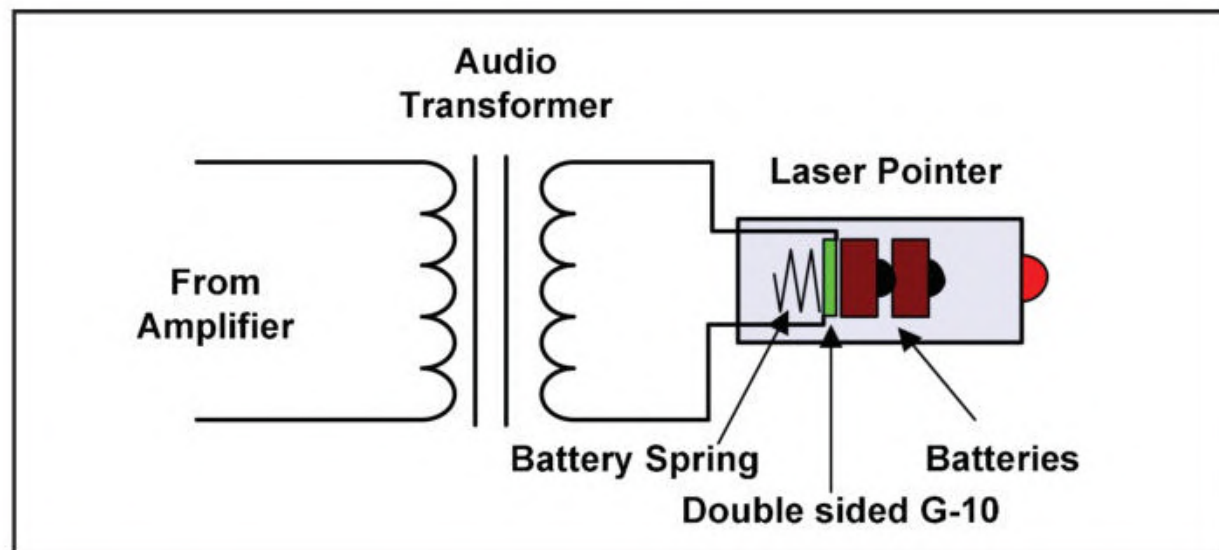 Audio
Transformer
Laser Pointer
From
Amplifier
Battery Spring
Batteries
Double sided G-10